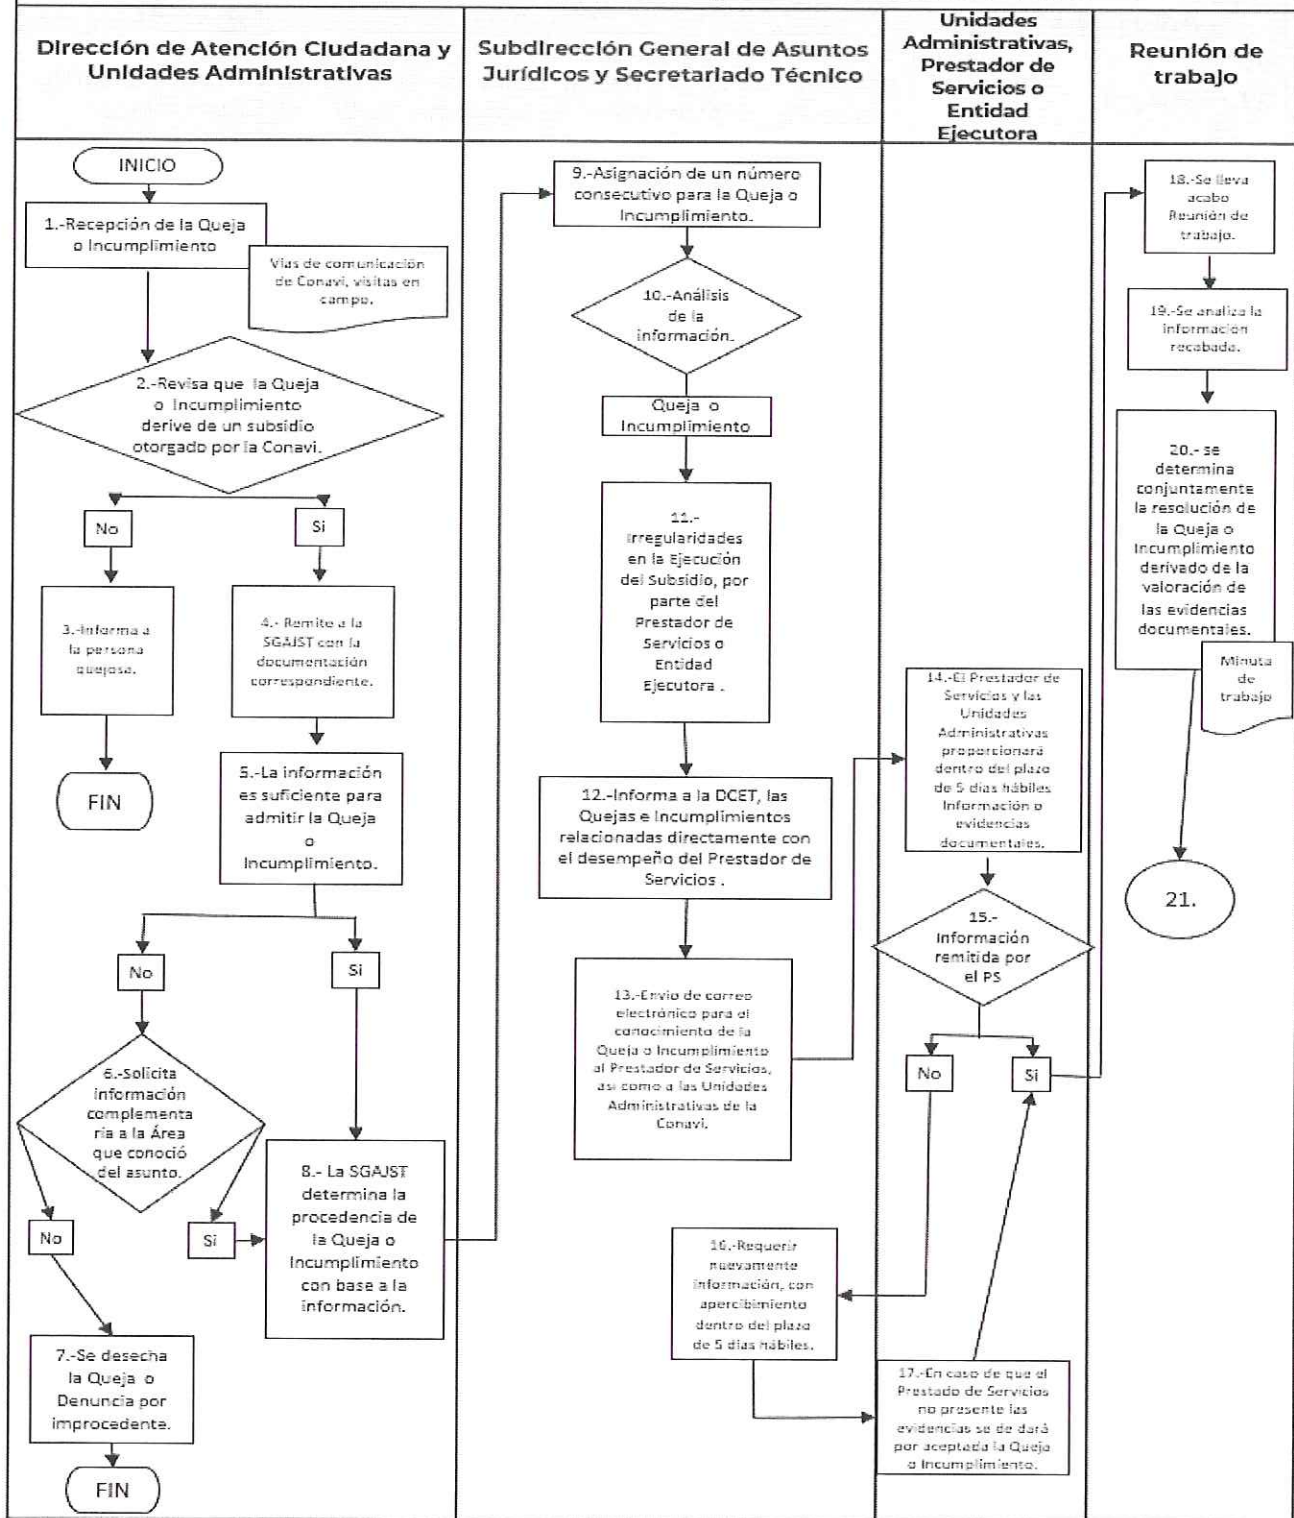 Dirección de Atención Ciudadana y
Unidades Administrativas
Subdirección General de Asuntos
Jurídicos y Secretariado Técnico
Unidades
Administrativas,
Prestador de
Servicios o
Entidad
Ejecutora
Reunión de
trabajo
INICIO
1.-Recepción de la Queja
o Incumplimiento
Vías de comunicación
de Conavi, visitas en
campo.
2.-Revisa que la Queja
o Incumplimiento
derive de un subsidio
otorgado por la Conavi.
No
Si
3.-Informa a
la persona
quejosa.
4.- Remite a la
SGAJST con la
documentación
correspondiente.
FIN
5.-La información
es suficiente para
admitir la Queja
o
Incumplimiento.
No
Si
6.-Solicita
información
complementa
ria a la Área
que conoció
del asunto.
No
Si
7.-Se desecha
la Queja o
Denuncia por
improcedente.
FIN
8.- La SGAJST
determina la
procedencia de
la Queja o
Incumplimiento
con base a la
información.
9.-Asignación de un número
consecutivo para la Queja o
Incumplimiento.
10.-Análisis
de la
información.
Queja o
Incumplimiento
11.-
Irregularidades
en la Ejecución
del Subsidio, por
parte del
Prestador de
Servicios o
Entidad
Ejecutora .
12.-Informa a la DCET, las
Quejas e Incumplimientos
relacionadas directamente con
el desempeño del Prestador de
Servicios .
13.-Envío de correo
electrónico para el
conocimiento de la
Queja o Incumplimiento
al Prestador de Servicios,
así como a las Unidades
Administrativas de la
Conavi.
14.-El Prestador de
Servicios y las
Unidades
Administrativas
proporcionará
dentro del plazo
de 5 días hábiles
Información o
evidencias
documentales.
15.-
Información
remitida por
el PS
No
Si
16.-Requerir
nuevamente
información, con
apercibimiento
dentro del plazo
de 5 días hábiles.
17.-En caso de que el
Prestado de Servicios
no presente las
evidencias se de dará
por aceptada la Queja
o Incumplimiento.
18.-Se lleva
acabo
Reunión de
trabajo.
19.-Se analiza la
información
recabada.
20.- se
determina
conjuntamente
la resolución de
la Queja o
Incumplimiento
derivado de la
valoración de
las evidencias
documentales.
Minuta
de
trabajo
21.